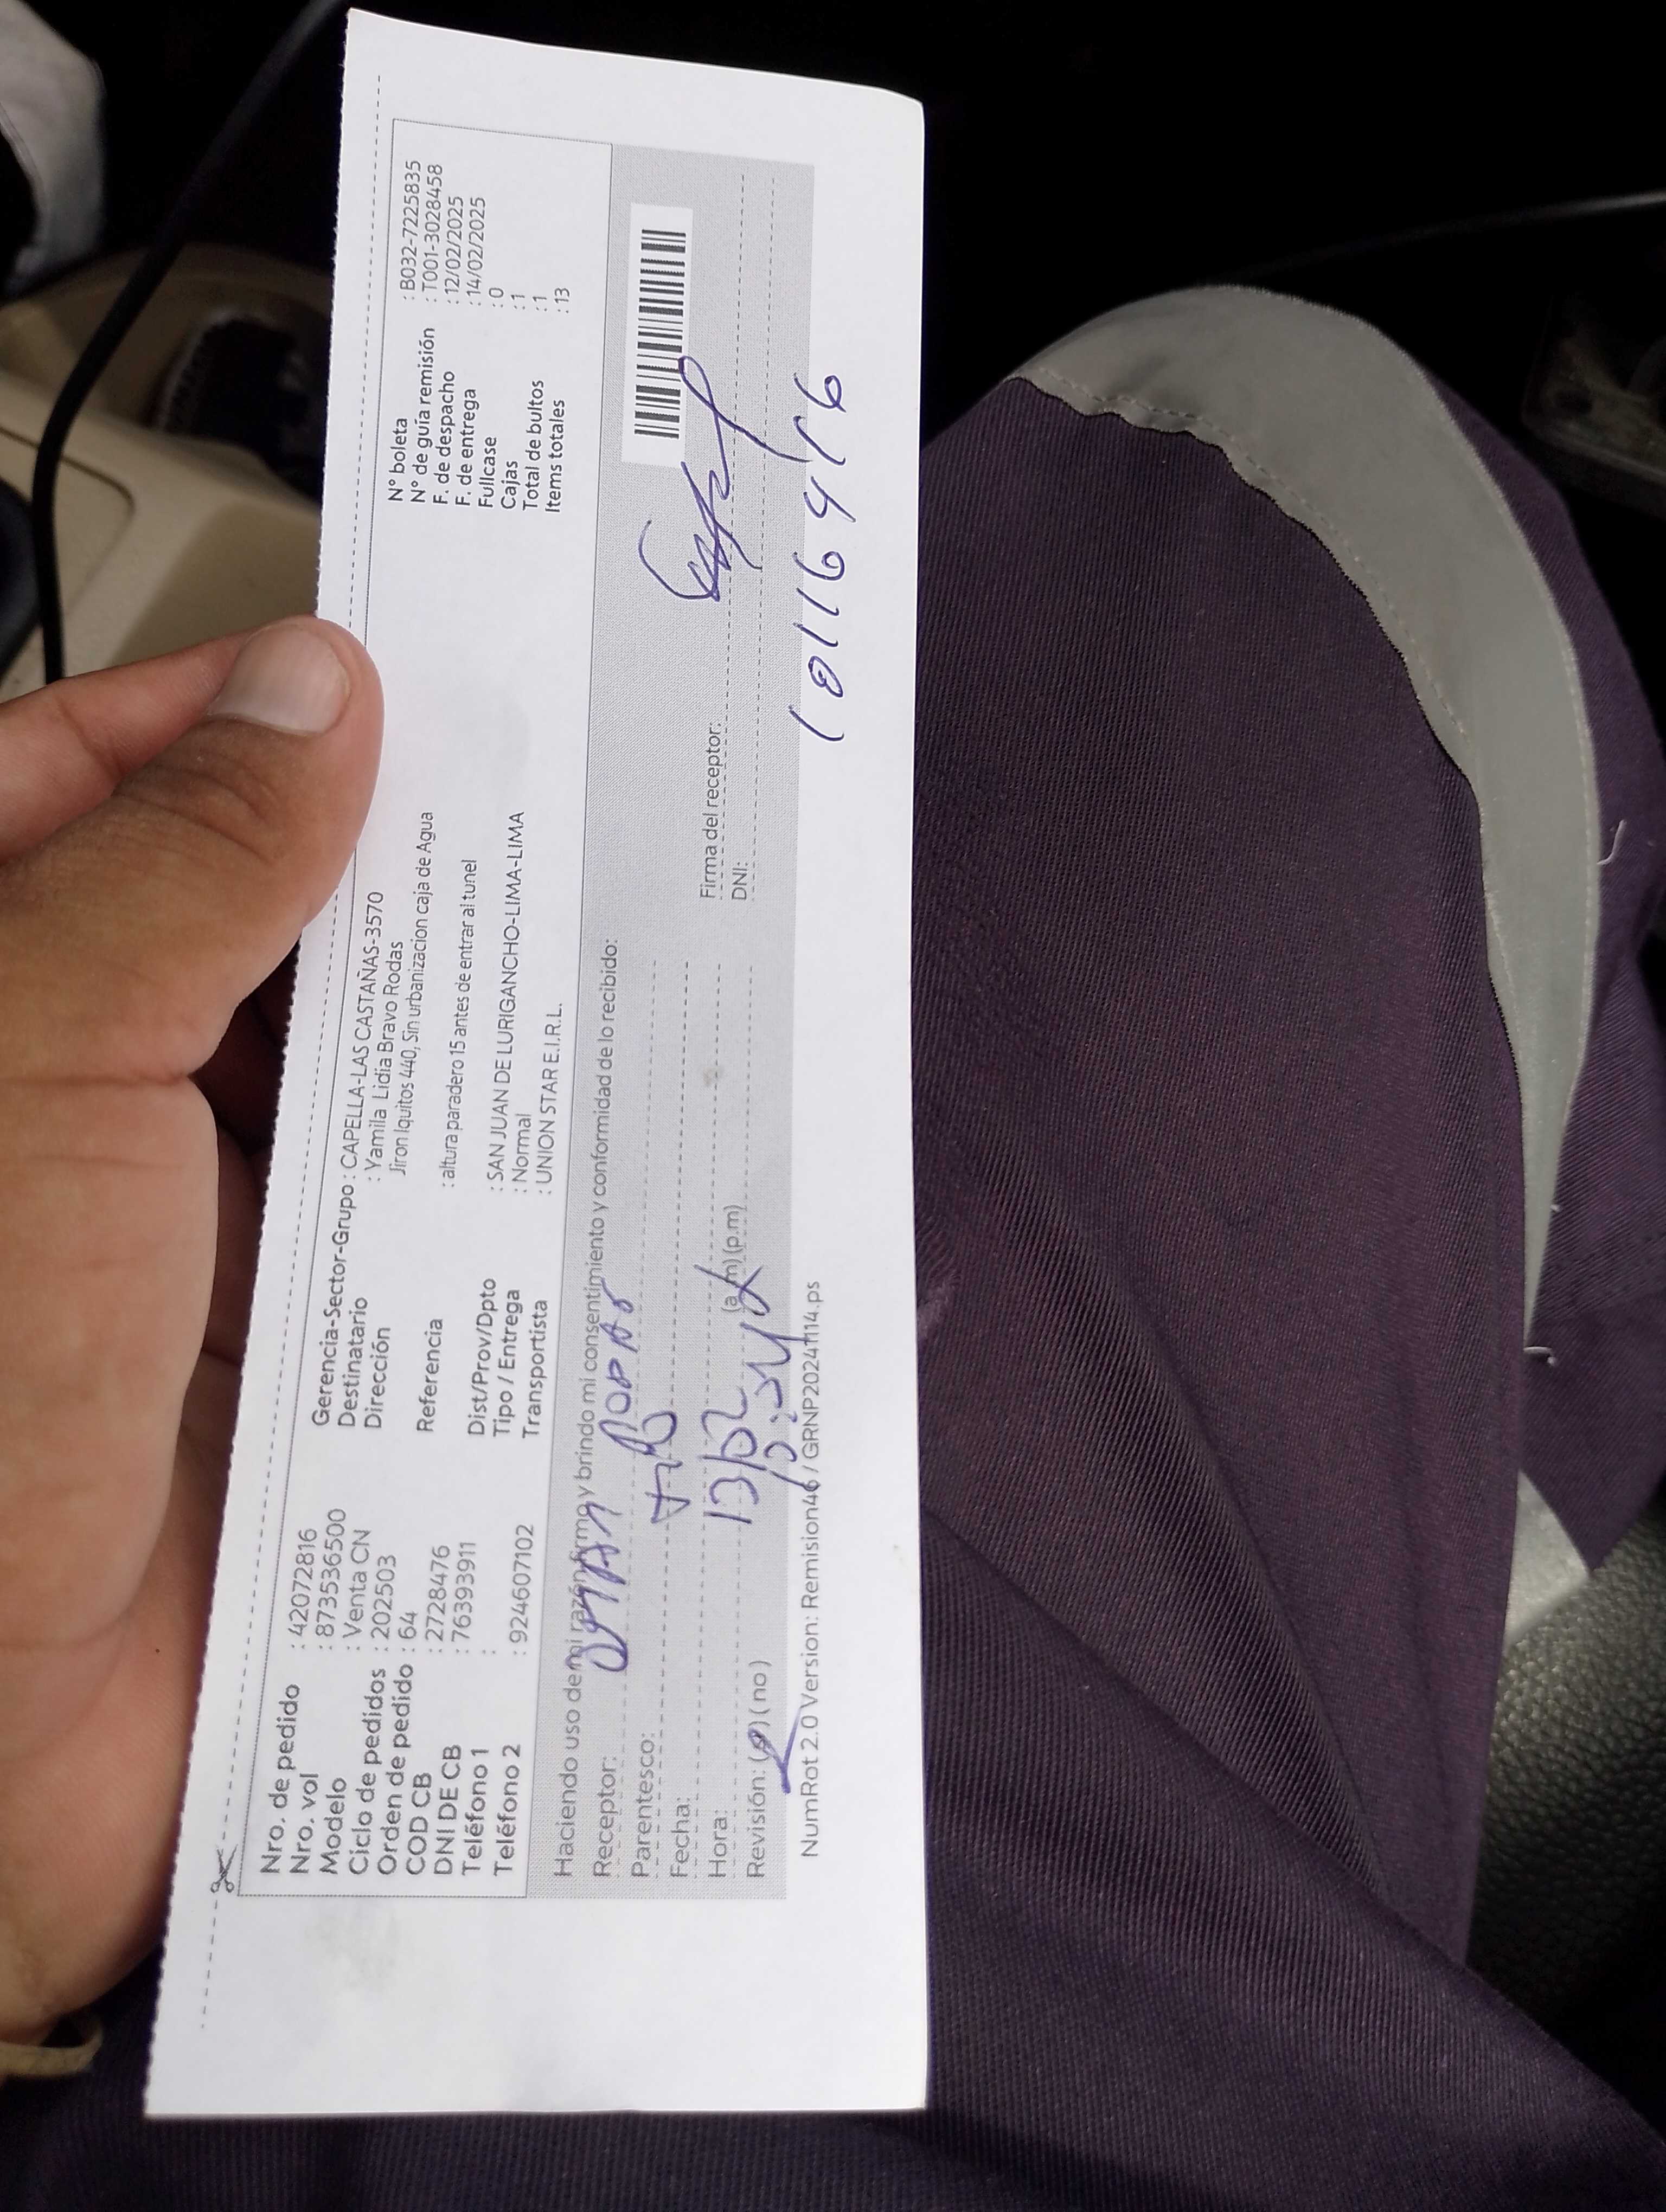 Nro. de pedido : 42072816
Nro. vol : 873536500
Modelo : Venta CN
Ciclo de pedidos : 202503
Orden de pedido : 64
COD CB : 2728476
DNI DE CB : 76393911
Teléfono 1 :
Teléfono 2 : 924607102
Gerencia-Sector-Grupo : CAPELLA-LAS CASTAÑAS-3570
Destinatario : Yamila Lidia Bravo Rodas
Dirección Jiron Iquitos 440, Sin urbanizacion caja de Agua
Referencia : altura paradero 15 antes de entrar al tunel
Dist/Prov/Dpto : SAN JUAN DE LURIGANCHO-LIMA-LIMA
Tipo / Entrega : Normal
Transportista : UNION STAR E.I.R.L.
N° boleta : B032-7225835
N° de guía remisión : T001-3028458
F. de despacho : 12/02/2025
F. de entrega : 14/02/2025
Fullcase : 0
Cajas : 1
Total de bultos : 1
Items totales : 13
Haciendo uso de mi razón firmo y brindo mi consentimiento y conformidad de lo recibido:
Receptor: RODAS
Parentesco:
Fecha: 13/02
Hora: (a.m) (p.m)
Revisión: ( ) (no)
Firma del receptor:
DNI: 10116416
NumRot 2.0 Version: Remision46 / GRNP20241114.ps